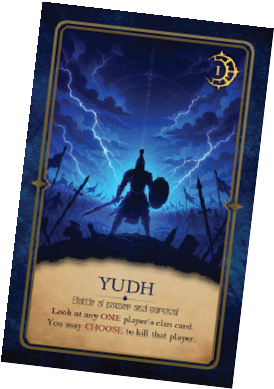 1
YUDH
Battle of power and survival
Look at any ONE player's clan card.
You may CHOOSE to kill that player.